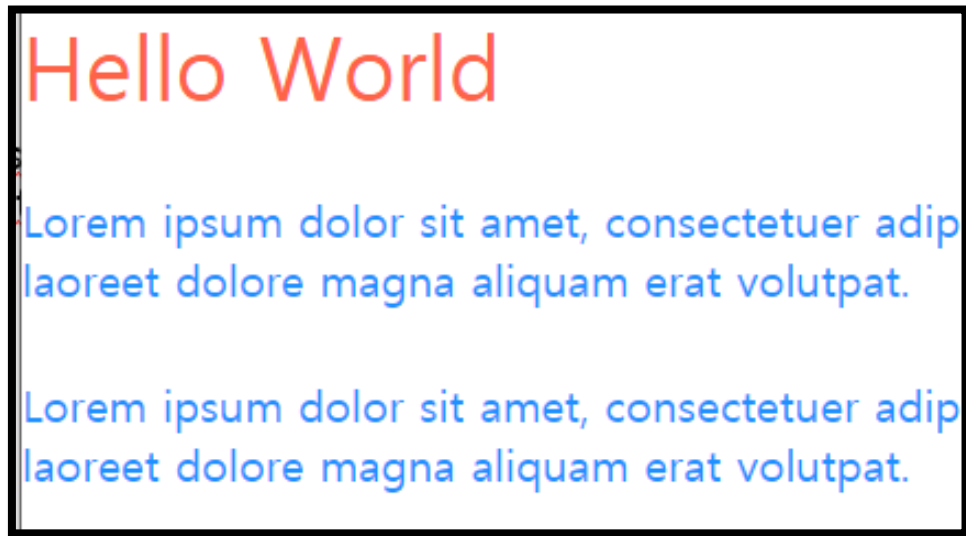 Hello World
Lorem ipsum dolor sit amet, consectetuer adip
laoreet dolore magna aliquam erat volutpat.
Lorem ipsum dolor sit amet, consectetuer adip
laoreet dolore magna aliquam erat volutpat.